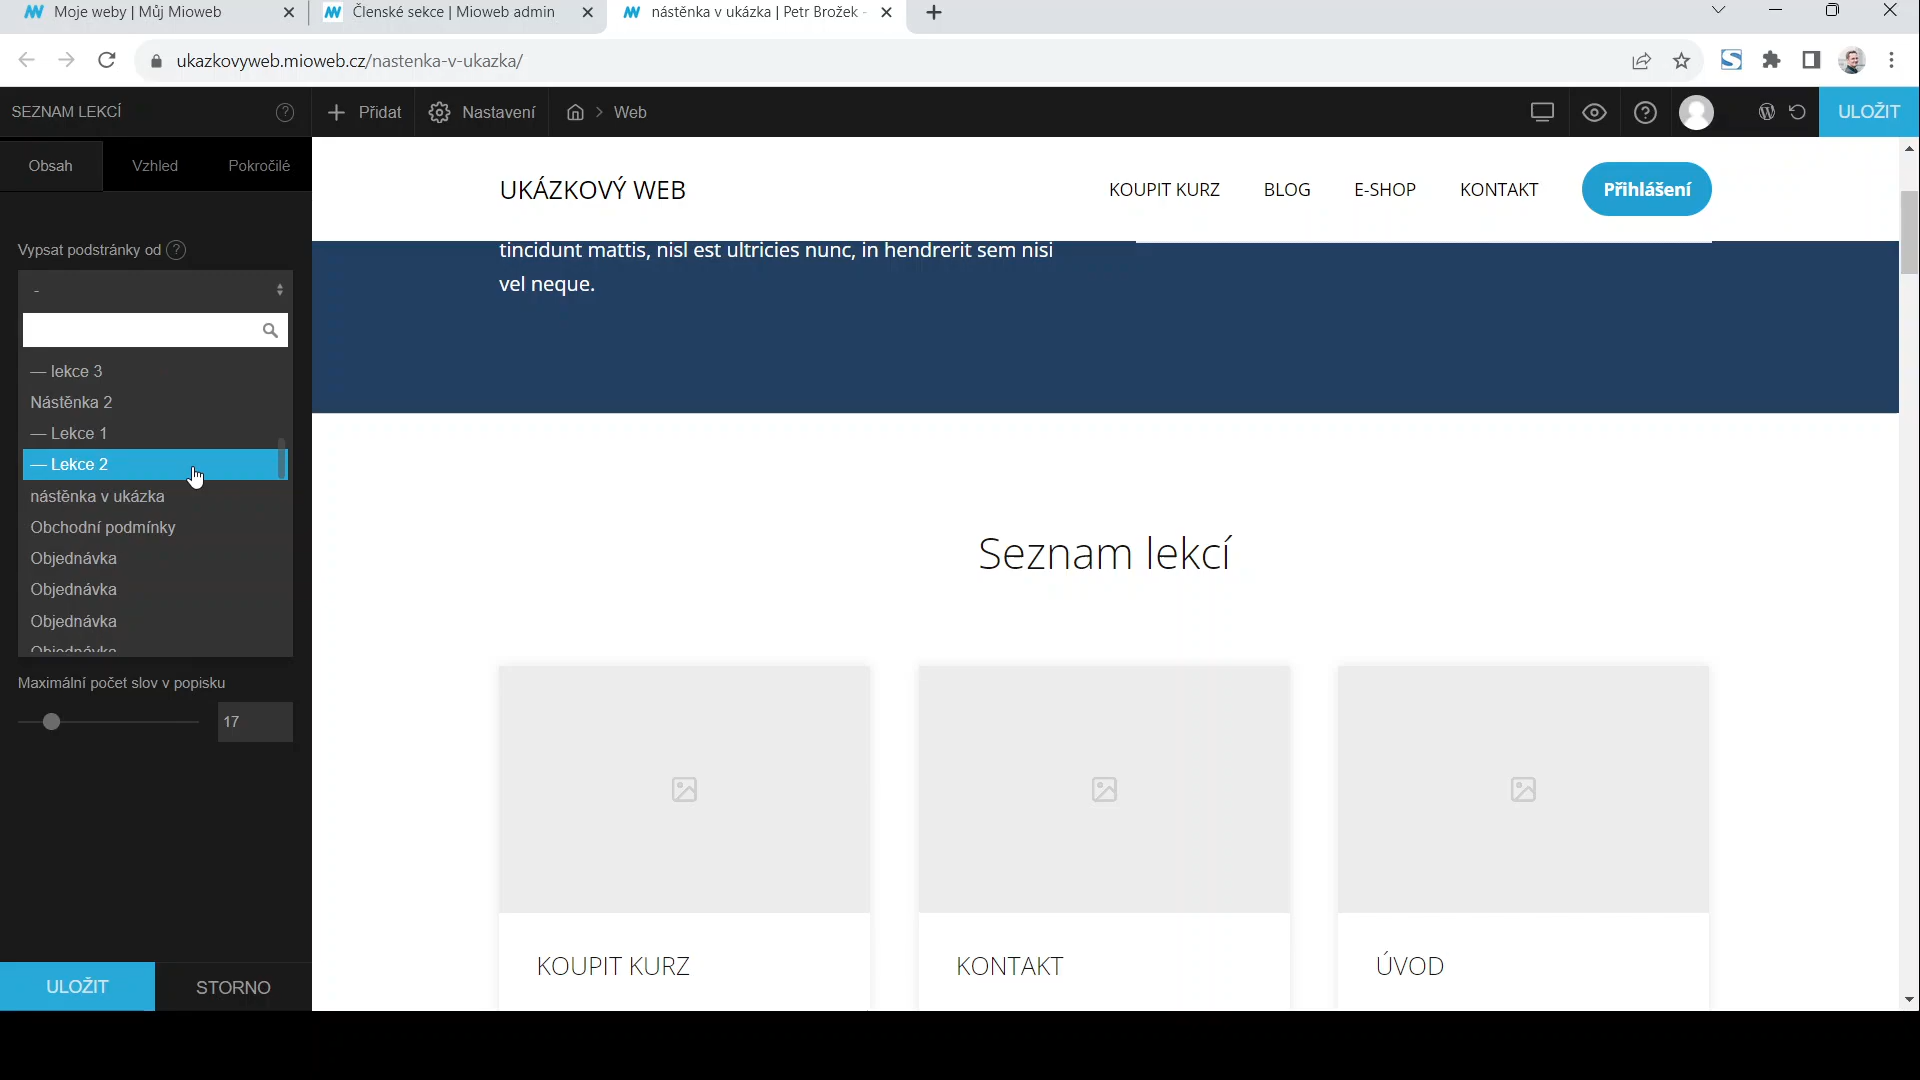 Moje weby | Můj Mioweb
Členské sekce | Mioweb admin
nástěnka v ukázka | Petr Brožek -
ukazkovyweb.mioweb.cz/nastenka-v-ukazka/
SEZNAM LEKCÍ
Přidat
Nastavení
Web
ULOŽIT
Obsah
Vzhled
Pokročilé
UKÁZKOVÝ WEB
KOUPIT KURZ
BLOG
E-SHOP
KONTAKT
Přihlášení
Vypsat podstránky od
-
— lekce 3
Nástěnka 2
— Lekce 1
— Lekce 2
nástěnka v ukázka
Obchodní podmínky
Objednávka
Objednávka
Objednávka
Objednávka
Maximální počet slov v popisku
17
tincidunt mattis, nisl est ultricies nunc, in hendrerit sem nisi
vel neque.
Seznam lekcí
KOUPIT KURZ
KONTAKT
ÚVOD
ULOŽIT
STORNO